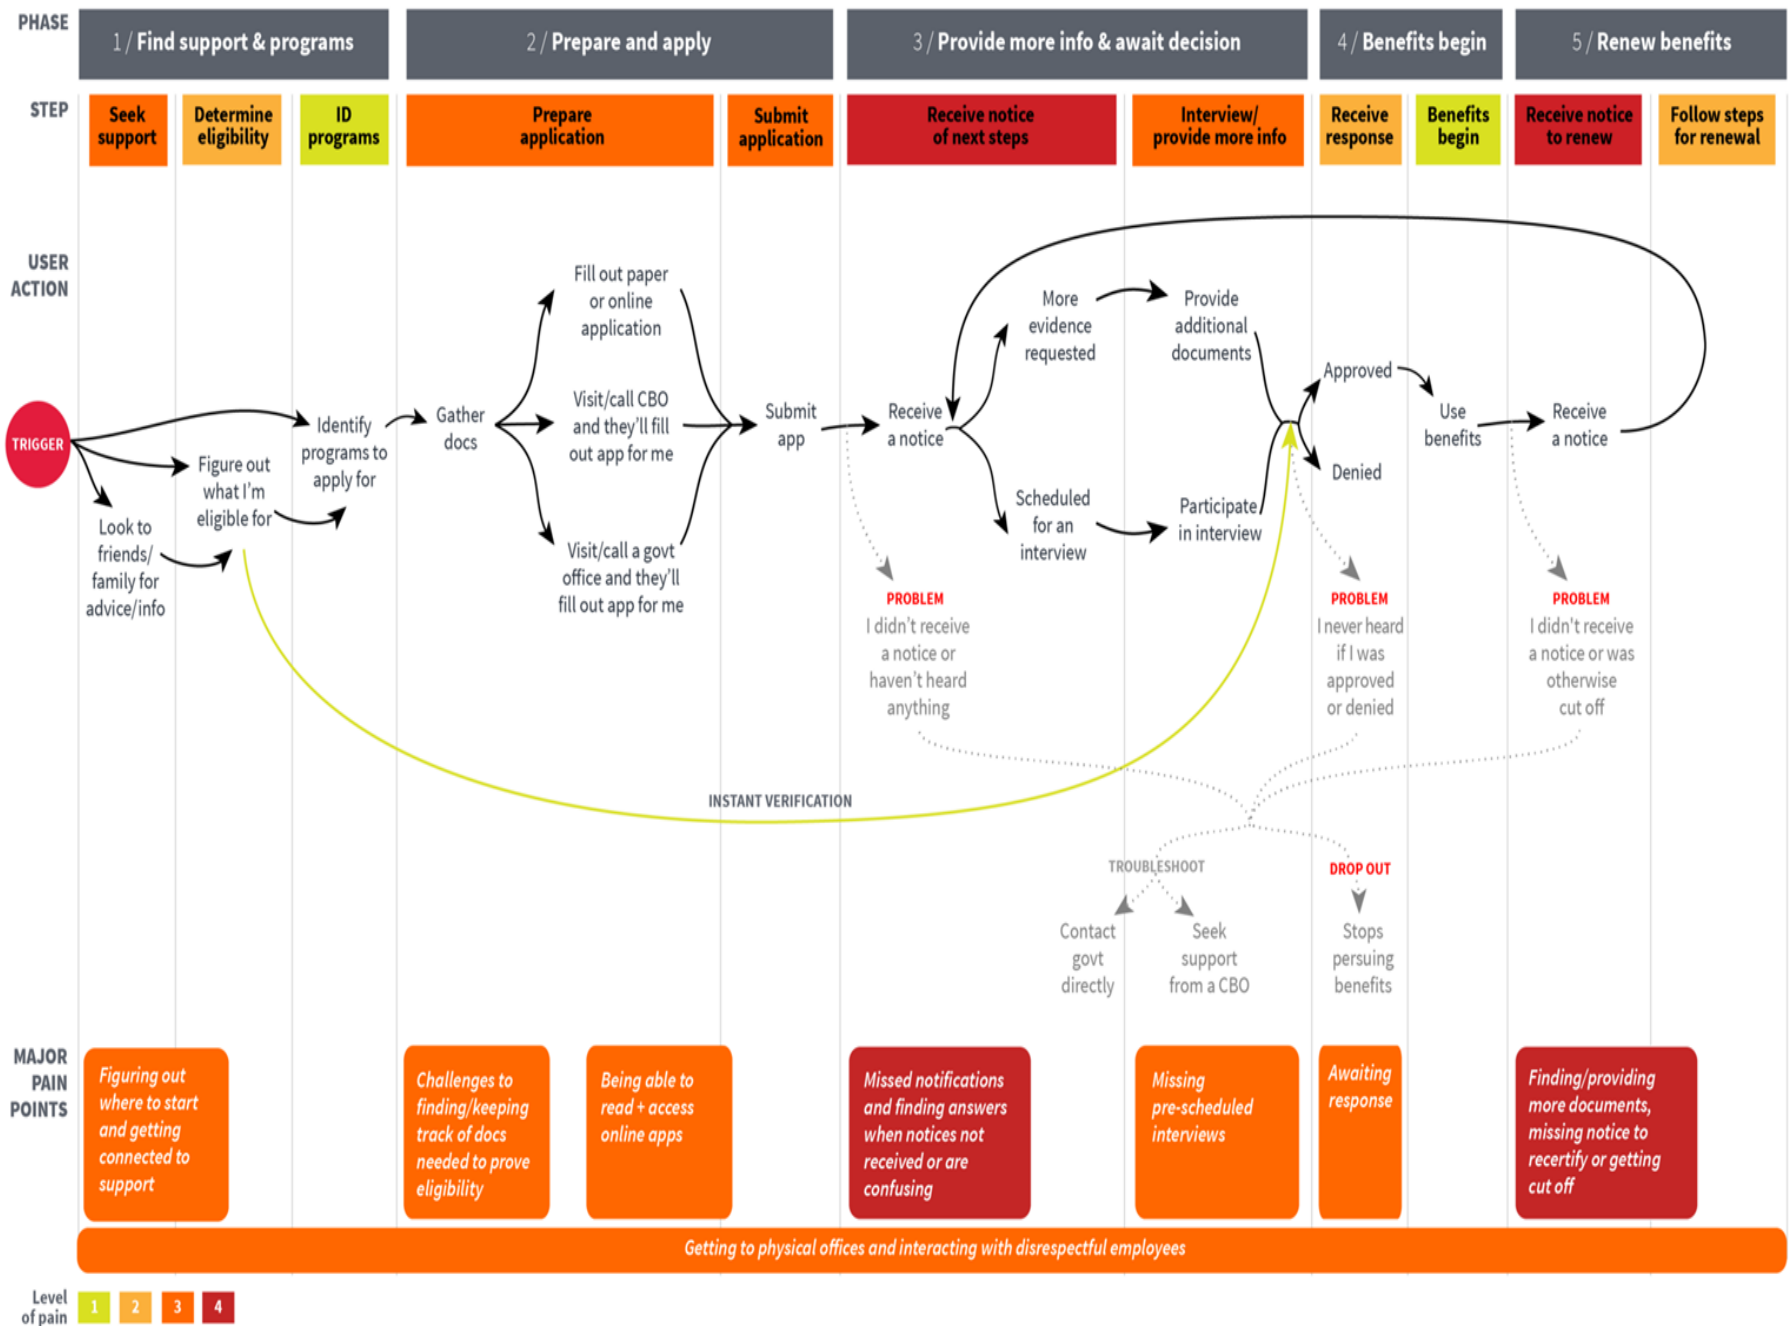 PHASE
1 / Find support & programs
2 / Prepare and apply
3 / Provide more info & await decision
4 / Benefits begin
5 / Renew benefits
STEP
Seek
support
Determine
eligibility
ID
programs
Prepare
application
Submit
application
Receive notice
of next steps
Interview/
provide more info
Receive
response
Benefits
begin
Receive notice
to renew
Follow steps
for renewal
USER
ACTION
TRIGGER
Look to
friends/
family for
advice/info
Figure out
what I'm
eligible for
Identify
programs to
apply for
Gather
docs
Fill out paper
or online
application
Visit/call CBO
and they'll fill
out app for me
Visit/call a govt
office and they'll
fill out app for me
Submit
app
Receive
a notice
More
evidence
requested
Scheduled
for an
interview
Provide
additional
documents
Participate
in interview
Approved
Denied
Use
benefits
Receive
a notice
PROBLEM
I didn't receive
a notice or
haven't heard
anything
PROBLEM
I never heard
if I was
approved
or denied
PROBLEM
I didn't receive
a notice or was
otherwise
cut off
INSTANT VERIFICATION
TROUBLESHOOT
Contact
govt
directly
Seek
support
from a CBO
DROP OUT
Stops
persuing
benefits
MAJOR
PAIN
POINTS
Figuring out
where to start
and getting
connected to
support
Challenges to
finding/keeping
track of docs
needed to prove
eligibility
Being able to
read + access
online apps
Missed notifications
and finding answers
when notices not
received or are
confusing
Missing
pre-scheduled
interviews
Awaiting
response
Finding/providing
more documents,
missing notice to
recertify or getting
cut off
Getting to physical offices and interacting with disrespectful employees
Level
of pain
1
2
3
4